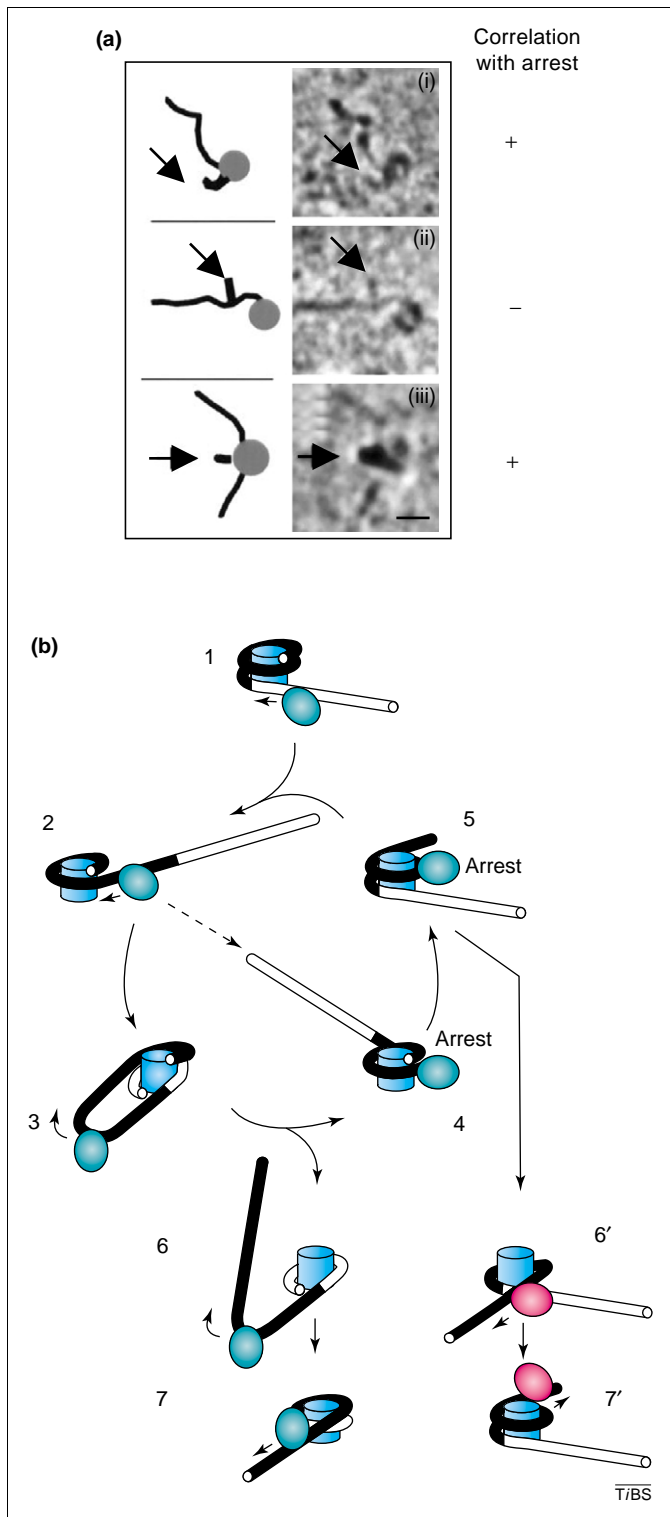 (a)
Correlation
with arrest
(i)
+
(ii)
−
(iii)
+
(b)
1
2
5
Arrest
Arrest
3
4
6
6′
7
7′
TiBS